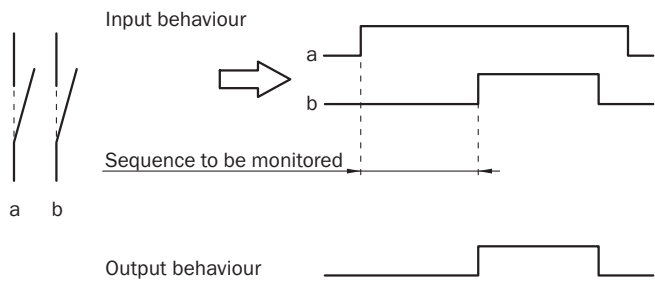 Input behaviour
a
b
Sequence to be monitored
a b
Output behaviour